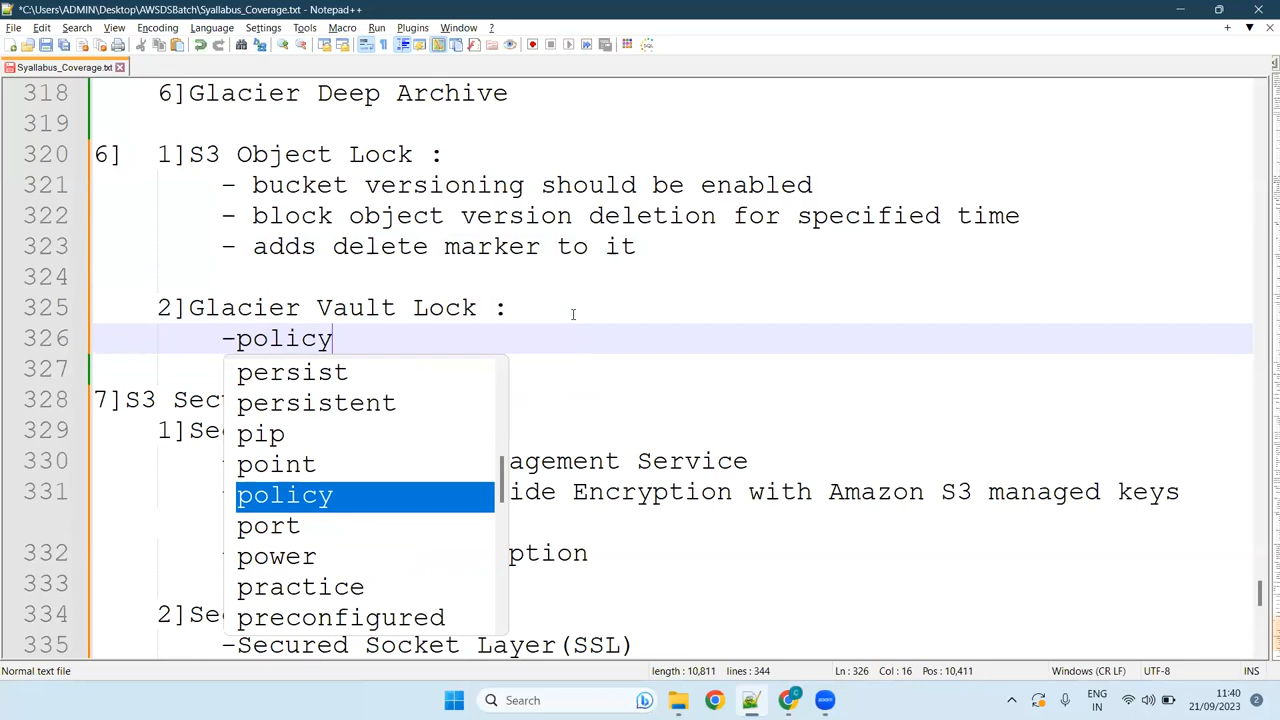 *C:\Users\ADMIN\Desktop\AWSDSBatch\Syallabus_Coverage.txt - Notepad++
File Edit Search View Encoding Language Settings Tools Macro Run Plugins Window ?
Syallabus_Coverage.txt
318 6]Glacier Deep Archive
319
320 6] 1]S3 Object Lock :
321 - bucket versioning should be enabled
322 - block object version deletion for specified time
323 - adds delete marker to it
324
325 2]Glacier Vault Lock :
326 -policy
327 persist
persistent
328 7]S3 Sec
329 1]Se
pip
330 point agement Service
331 policy ide Encryption with Amazon S3 managed keys
port
332 power ption
333 practice
334 2]Se preconfigured
335 -Secured Socket Layer(SSL)
Normal text file length : 10,811 lines : 344 Ln : 326 Col : 16 Pos : 10,411 Windows (CR LF) UTF-8 INS
Search ENG IN 11:40 21/09/2023